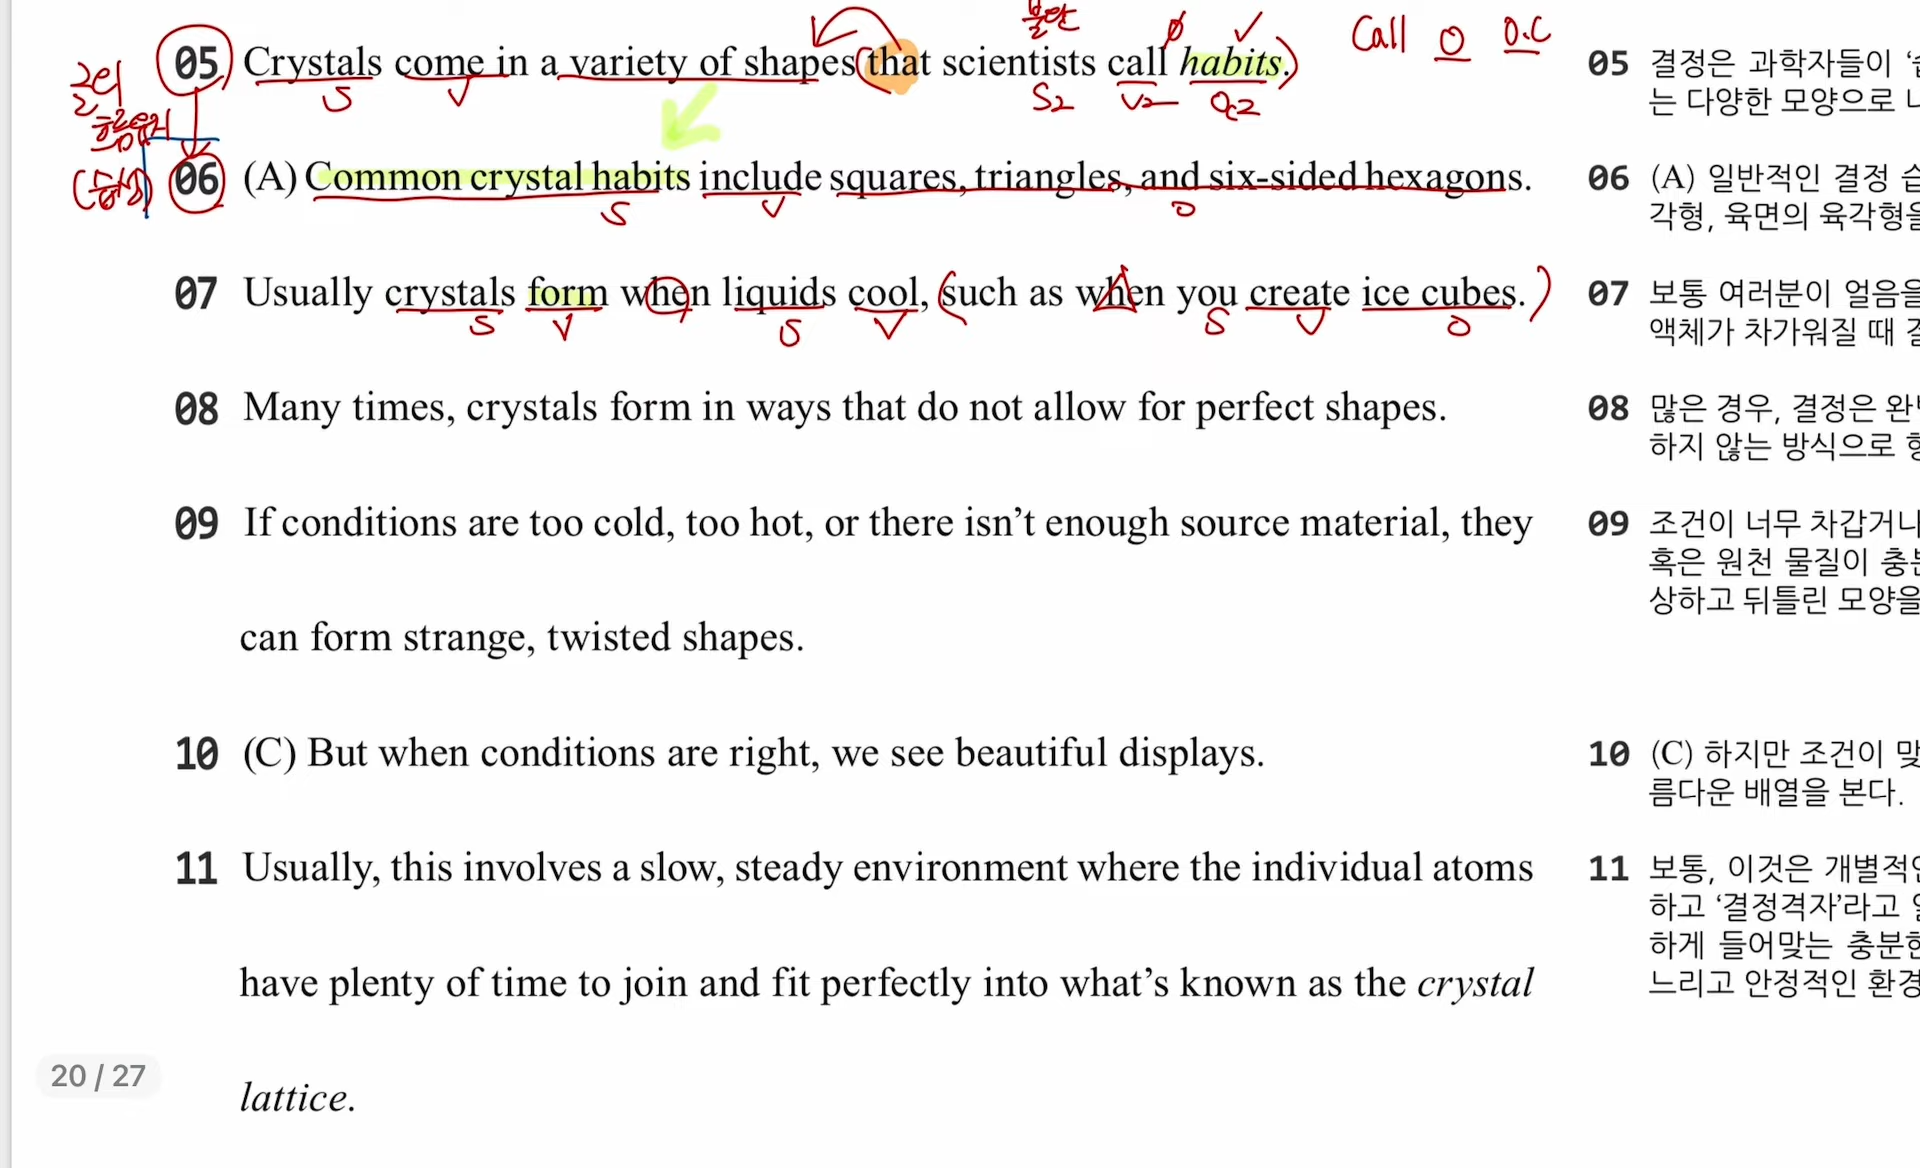 불완 ∅ ✓ Call O O.C
05 Crystals come in a variety of shapes that scientists call habits.
S V S2 V2 O.C2
06 (A) Common crystal habits include squares, triangles, and six-sided hexagons.
S V O
07 Usually crystals form when liquids cool, (such as when you create ice cubes.)
S V S V S V O
08 Many times, crystals form in ways that do not allow for perfect shapes.
09 If conditions are too cold, too hot, or there isn’t enough source material, they
can form strange, twisted shapes.
10 (C) But when conditions are right, we see beautiful displays.
11 Usually, this involves a slow, steady environment where the individual atoms
have plenty of time to join and fit perfectly into what’s known as the crystal
lattice.
05 결정은 과학자들이
는 다양한 모양으로
06 (A) 일반적인 결정
각형, 육면의 육각형을
07 보통 여러분이 얼음을
액체가 차가워질 때
08 많은 경우, 결정은
하지 않는 방식으로
09 조건이 너무 차갑거나
혹은 원천 물질이
상하고 뒤틀린 모양을
10 (C) 하지만 조건이
름다운 배열을 본다.
11 보통, 이것은 개별적인
하고 ‘결정격자’라고
하게 들어맞는 충분한
느리고 안정적인 환경
20 / 27